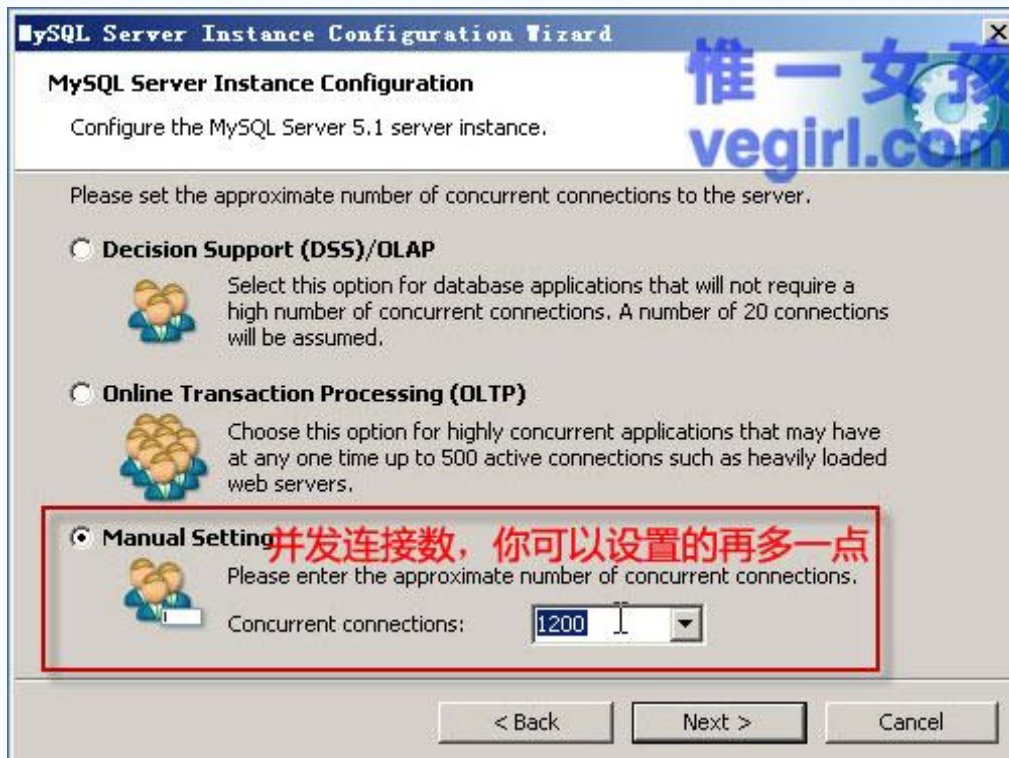 MySQL Server Instance Configuration Wizard
惟一女孩
MySQL Server Instance Configuration
Configure the MySQL Server 5.1 server instance.
vegirl.com
Please set the approximate number of concurrent connections to the server.
Decision Support (DSS)/OLAP
Select this option for database applications that will not require a
high number of concurrent connections. A number of 20 connections
will be assumed.
Online Transaction Processing (OLTP)
Choose this option for highly concurrent applications that may have
at any one time up to 500 active connections such as heavily loaded
web servers.
Manual Setting
并发连接数，你可以设置的再多一点
Please enter the approximate number of concurrent connections.
Concurrent connections:
1200
< Back
Next >
Cancel